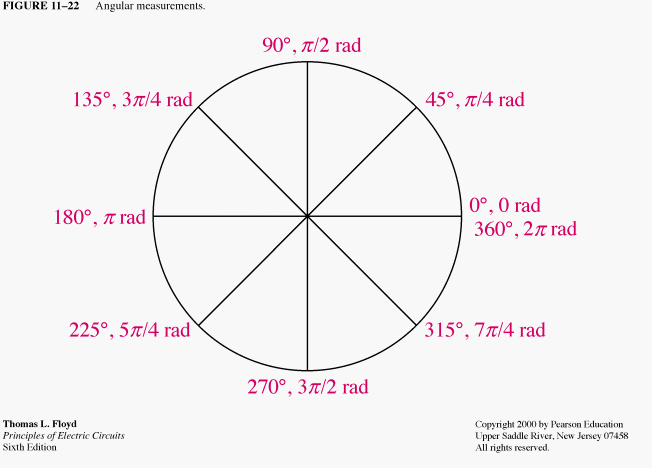 FIGURE 11–22 Angular measurements.
90°, π/2 rad
135°, 3π/4 rad
45°, π/4 rad
0°, 0 rad
180°, π rad
360°, 2π rad
225°, 5π/4 rad
315°, 7π/4 rad
270°, 3π/2 rad
Thomas L. Floyd
Principles of Electric Circuits
Sixth Edition
Copyright 2000 by Pearson Education
Upper Saddle River, New Jersey 07458
All rights reserved.